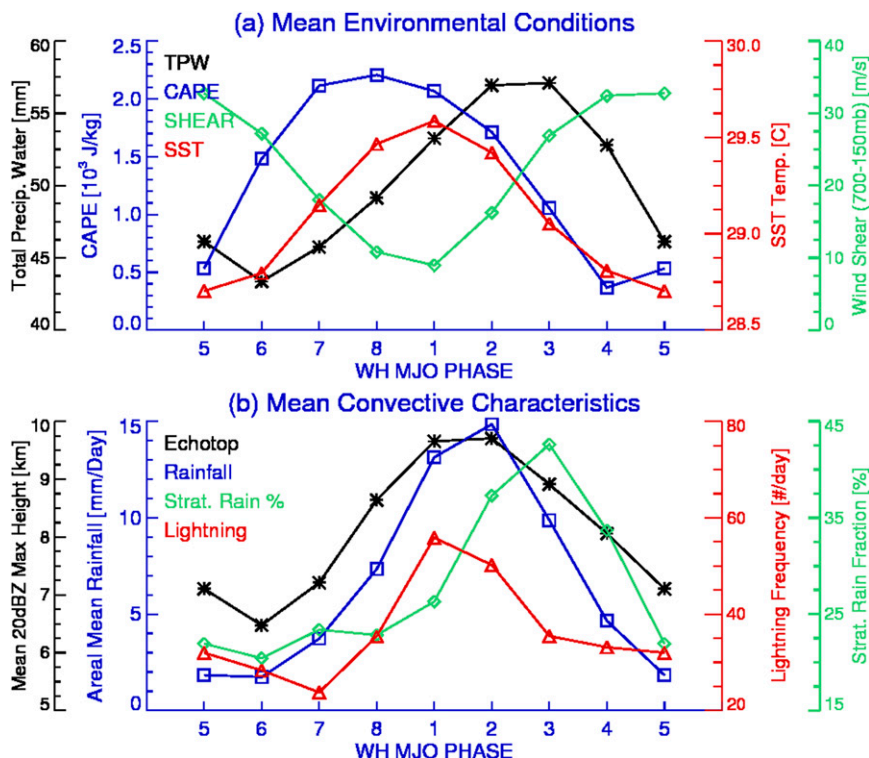 (a) Mean Environmental Conditions
Total Precip. Water [mm]
60
55
50
45
40
CAPE [10³ J/kg]
2.5
2.0
1.5
1.0
0.5
0.0
TPW
CAPE
SHEAR
SST
SST Temp. [C]
30.0
29.5
29.0
28.5
Wind Shear (700-150mb) [m/s]
40
30
20
10
0
5 6 7 8 1 2 3 4 5
WH MJO PHASE
(b) Mean Convective Characteristics
Mean 20dBZ Max Height [km]
10
9
8
7
6
5
Areal Mean Rainfall [mm/Day]
15
10
5
0
Echotop
Rainfall
Strat. Rain %
Lightning
Lightning Frequency [#/day]
80
60
40
20
Strat. Rain Fraction [%]
45
35
25
15
5 6 7 8 1 2 3 4 5
WH MJO PHASE